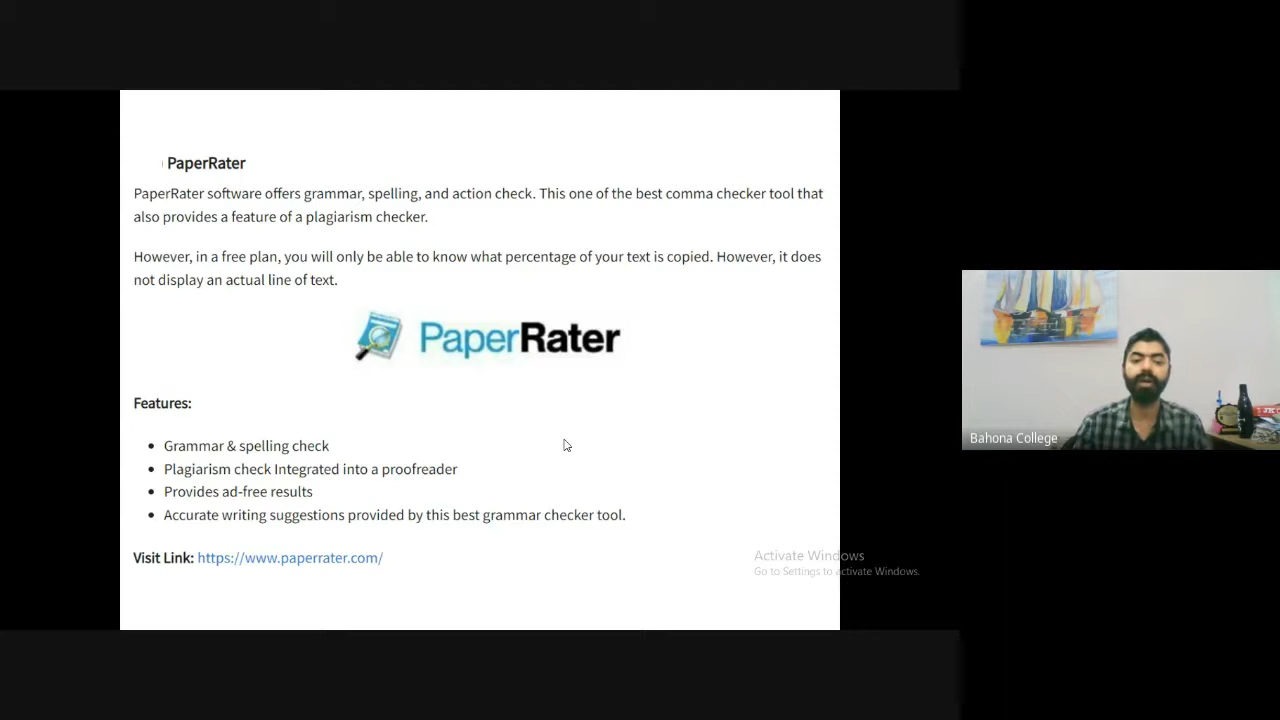 PaperRater
PaperRater software offers grammar, spelling, and action check. This one of the best comma checker tool that
also provides a feature of a plagiarism checker.
However, in a free plan, you will only be able to know what percentage of your text is copied. However, it does
not display an actual line of text.
PaperRater
Features:
Grammar & spelling check
Plagiarism check Integrated into a proofreader
Provides ad-free results
Accurate writing suggestions provided by this best grammar checker tool.
Visit Link: https://www.paperrater.com/
Activate Windows
Go to Settings to activate Windows.
Bahona College
JK